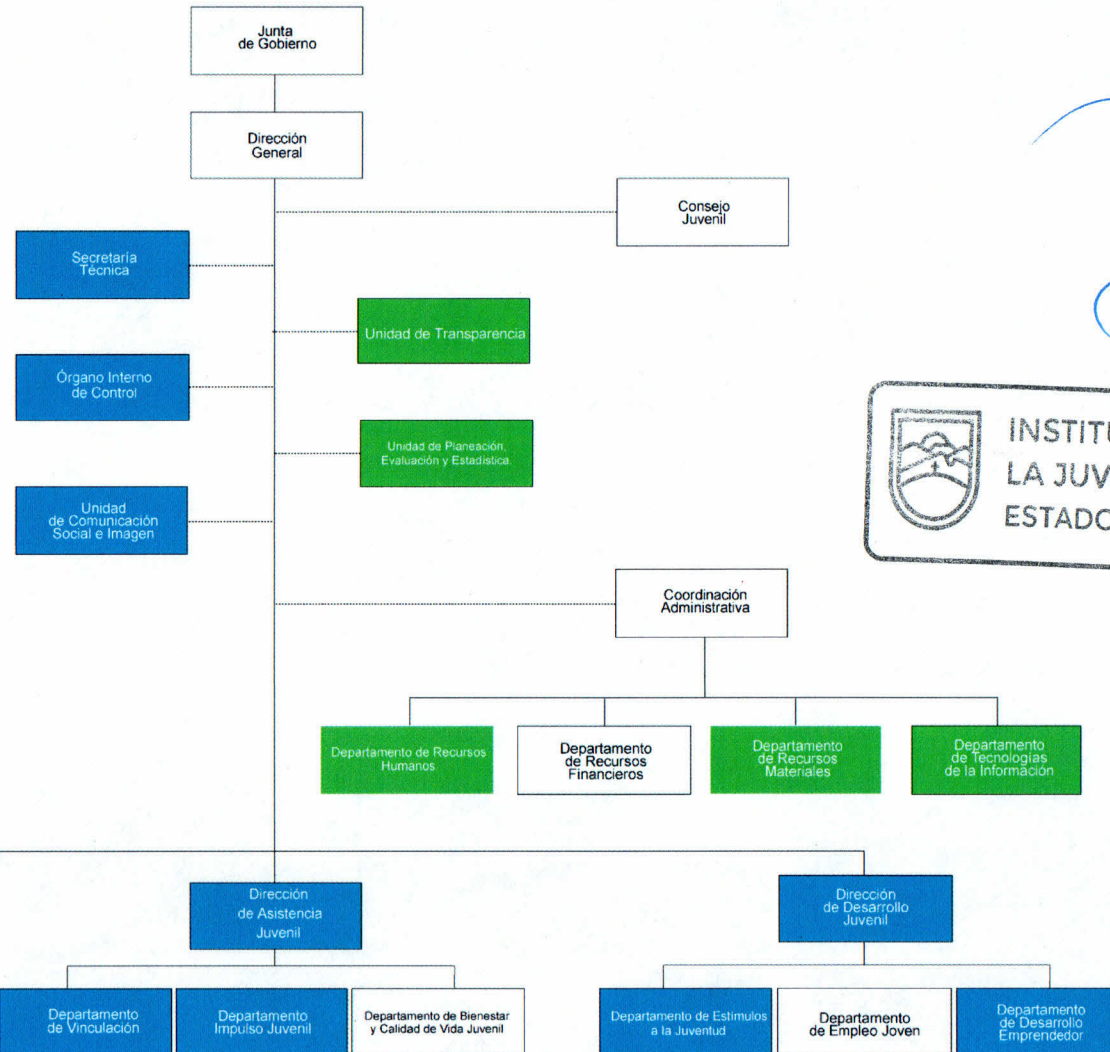 Junta
de Gobierno
Dirección
General
Consejo
Juvenil
Secretaría
Técnica
Unidad de Transparencia
Órgano Interno
de Control
Unidad de Planeación,
Evaluación y Estadística.
Unidad
de Comunicación
Social e Imagen
INSTITU
LA JUV
ESTADO
Coordinación
Administrativa
Departamento de Recursos
Humanos
Departamento
de Recursos
Financieros
Departamento
de Recursos
Materiales
Departamento
de Tecnologías
de la Información
Dirección
de Asistencia
Juvenil
Dirección
de Desarrollo
Juvenil
Departamento
de Vinculación
Departamento
Impulso Juvenil
Departamento de Bienestar
y Calidad de Vida Juvenil
Departamento de Estímulos
a la Juventud
Departamento
de Empleo Joven
Departamento
de Desarrollo
Emprendedor